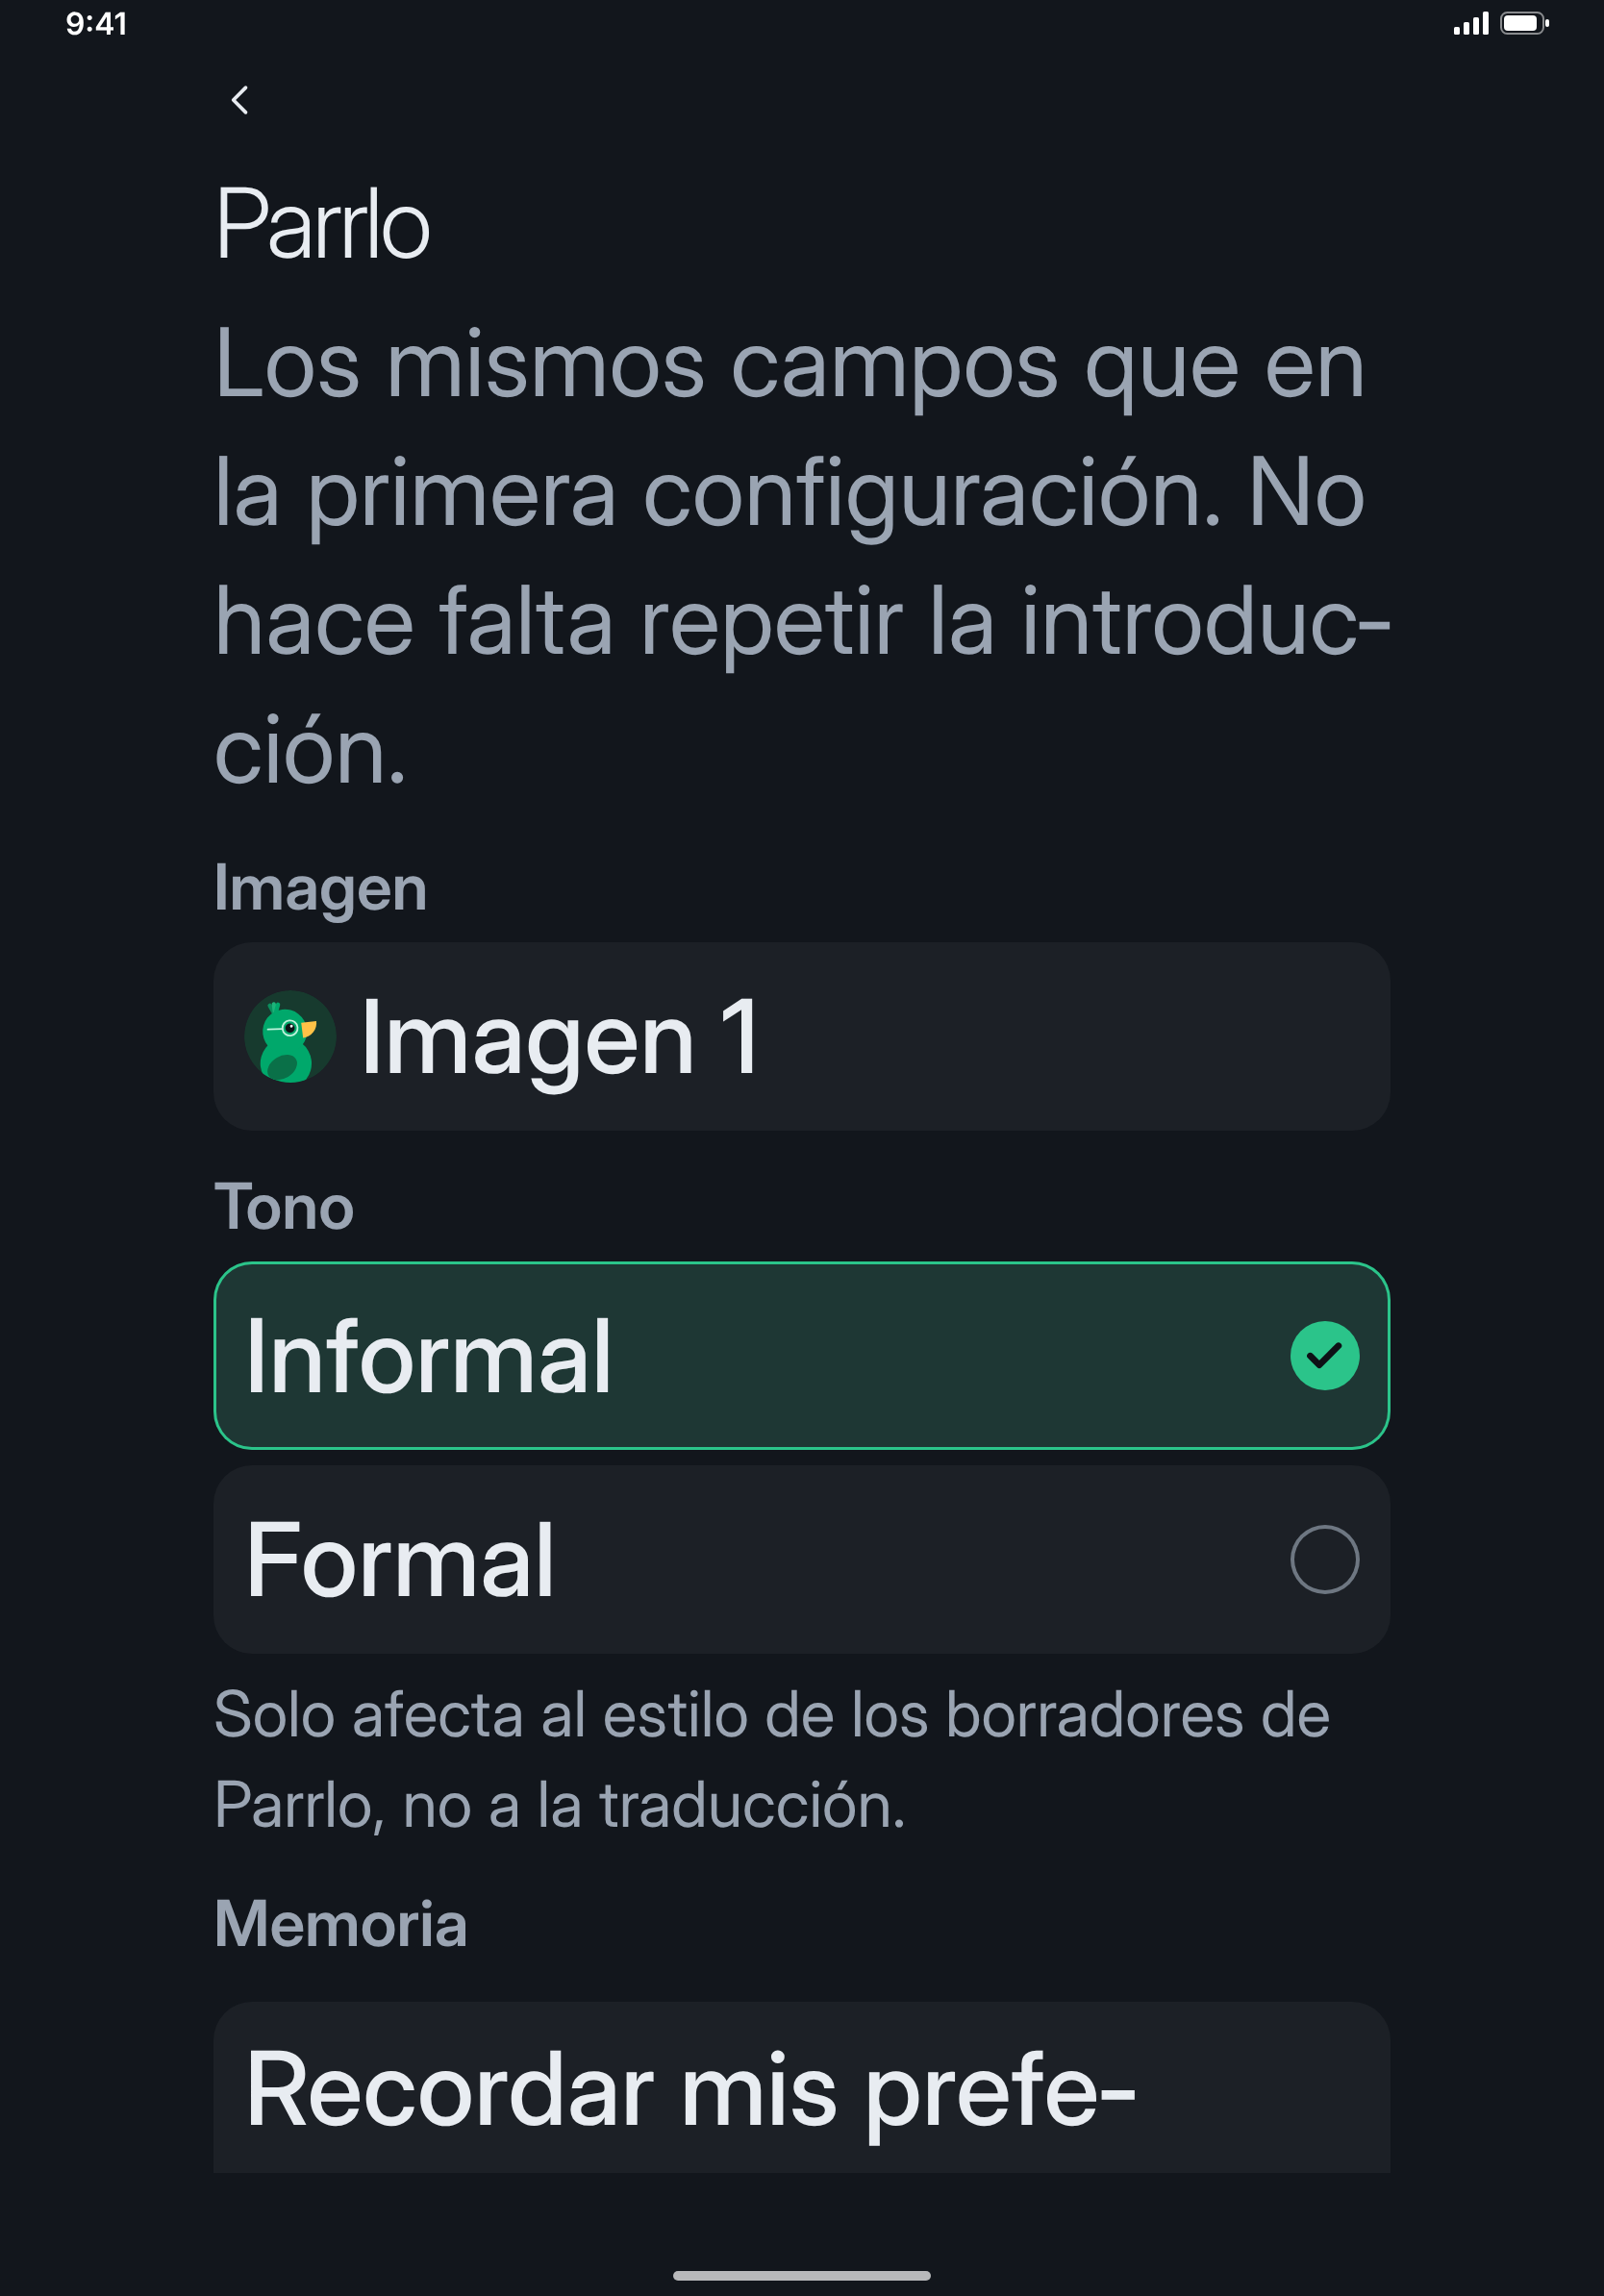 9:41
Parrlo
Los mismos campos que en
la primera configuración. No
hace falta repetir la introduc-
ción.
Imagen
Imagen 1
Tono
Informal
Formal
Solo afecta al estilo de los borradores de
Parrlo, no a la traducción.
Memoria
Recordar mis prefe-